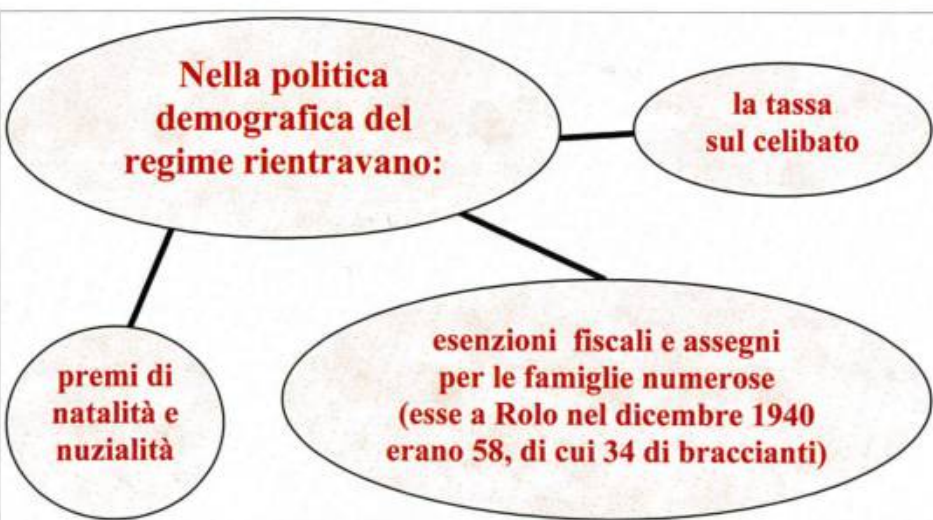 Nella politica
demografica del
regime rientravano:
la tassa
sul celibato
premi di
natalità e
nuzialità
esenzioni fiscali e assegni
per le famiglie numerose
(esse a Rolo nel dicembre 1940
erano 58, di cui 34 di braccianti)